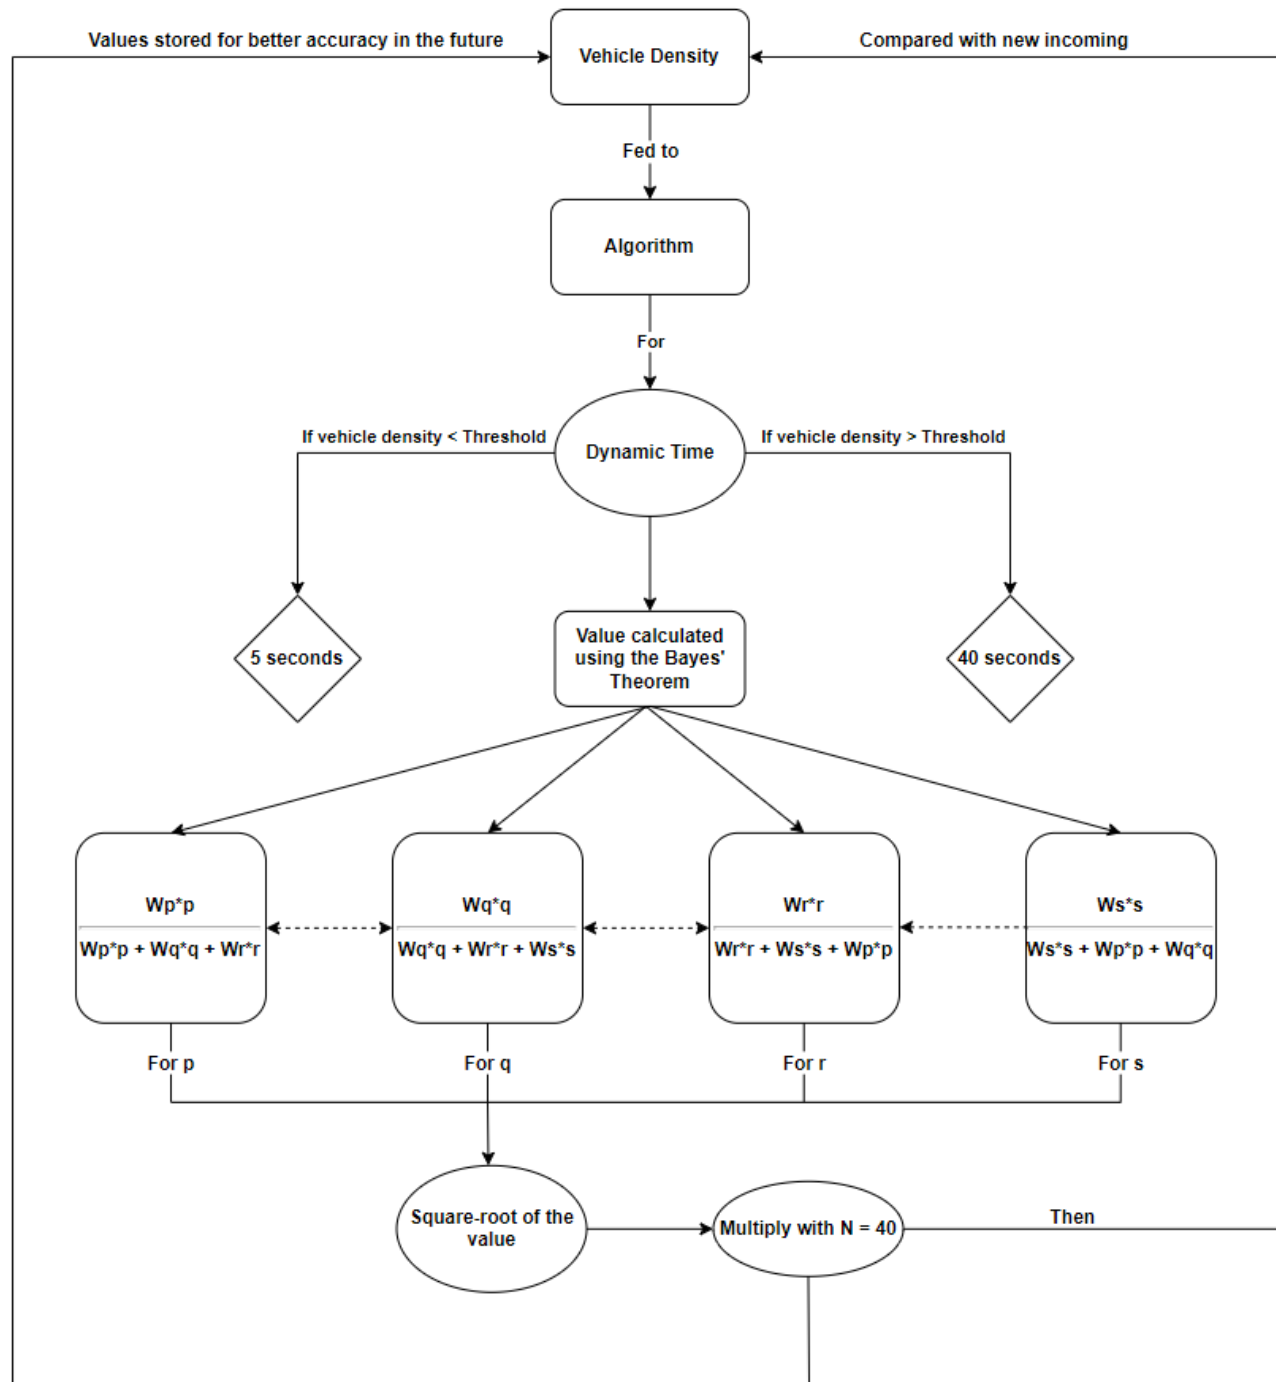 Values stored for better accuracy in the future
Compared with new incoming
Vehicle Density
Fed to
Algorithm
For
If vehicle density < Threshold
If vehicle density > Threshold
Dynamic Time
5 seconds
Value calculated
using the Bayes'
Theorem
40 seconds
Wp*p
Wp*p + Wq*q + Wr*r
Wq*q
Wq*q + Wr*r + Ws*s
Wr*r
Wr*r + Ws*s + Wp*p
Ws*s
Ws*s + Wp*p + Wq*q
For p
For q
For r
For s
Square-root of the
value
Multiply with N = 40
Then